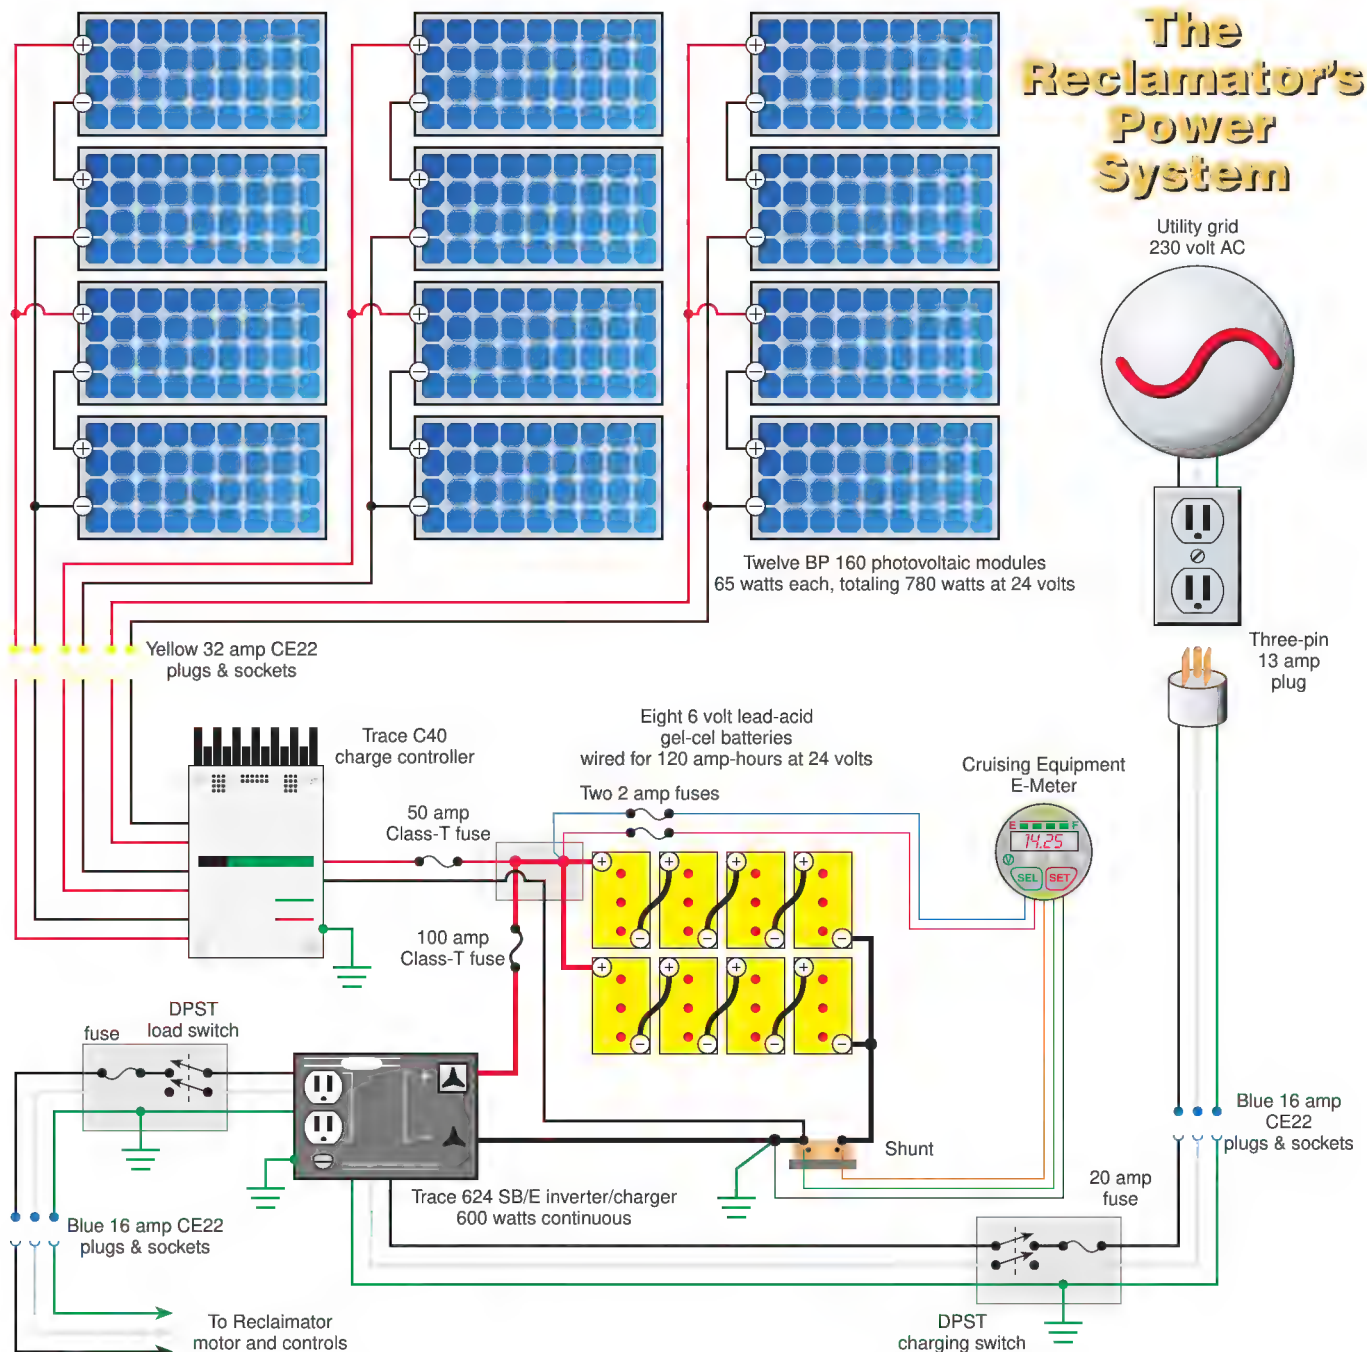 The
Reclamator's
Power
System
Utility grid
230 volt AC
Twelve BP 160 photovoltaic modules
65 watts each, totaling 780 watts at 24 volts
Yellow 32 amp CE22
plugs & sockets
Three-pin
13 amp
plug
Trace C40
charge controller
Eight 6 volt lead-acid
gel-cel batteries
wired for 120 amp-hours at 24 volts
Two 2 amp fuses
Cruising Equipment
E-Meter
50 amp
Class-T fuse
E F
14.25
V
SEL SET
100 amp
Class-T fuse
DPST
load switch
fuse
Shunt
Blue 16 amp
CE22
plugs & sockets
Trace 624 SB/E inverter/charger
600 watts continuous
20 amp
fuse
Blue 16 amp CE22
plugs & sockets
To Reclaimator
motor and controls
DPST
charging switch